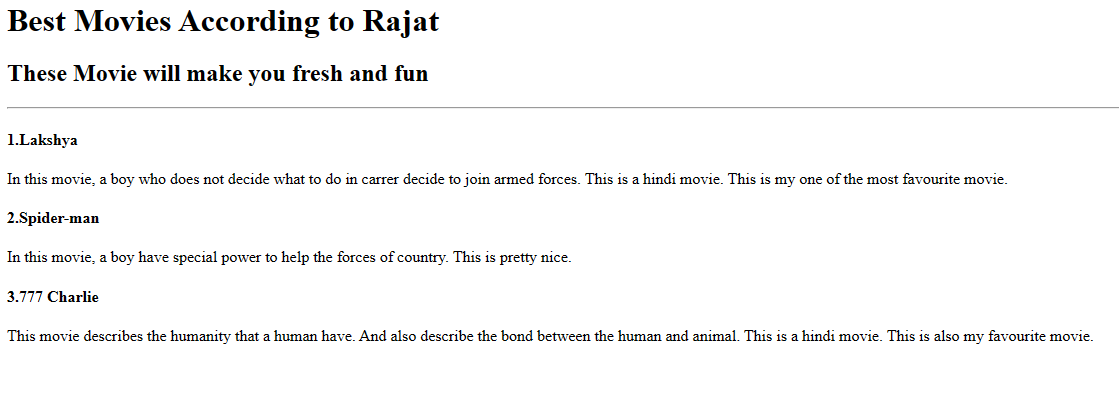 Best Movies According to Rajat
These Movie will make you fresh and fun
1.Lakshya
In this movie, a boy who does not decide what to do in carrer decide to join armed forces. This is a hindi movie. This is my one of the most favourite movie.
2.Spider-man
In this movie, a boy have special power to help the forces of country. This is pretty nice.
3.777 Charlie
This movie describes the humanity that a human have. And also describe the bond between the human and animal. This is a hindi movie. This is also my favourite movie.